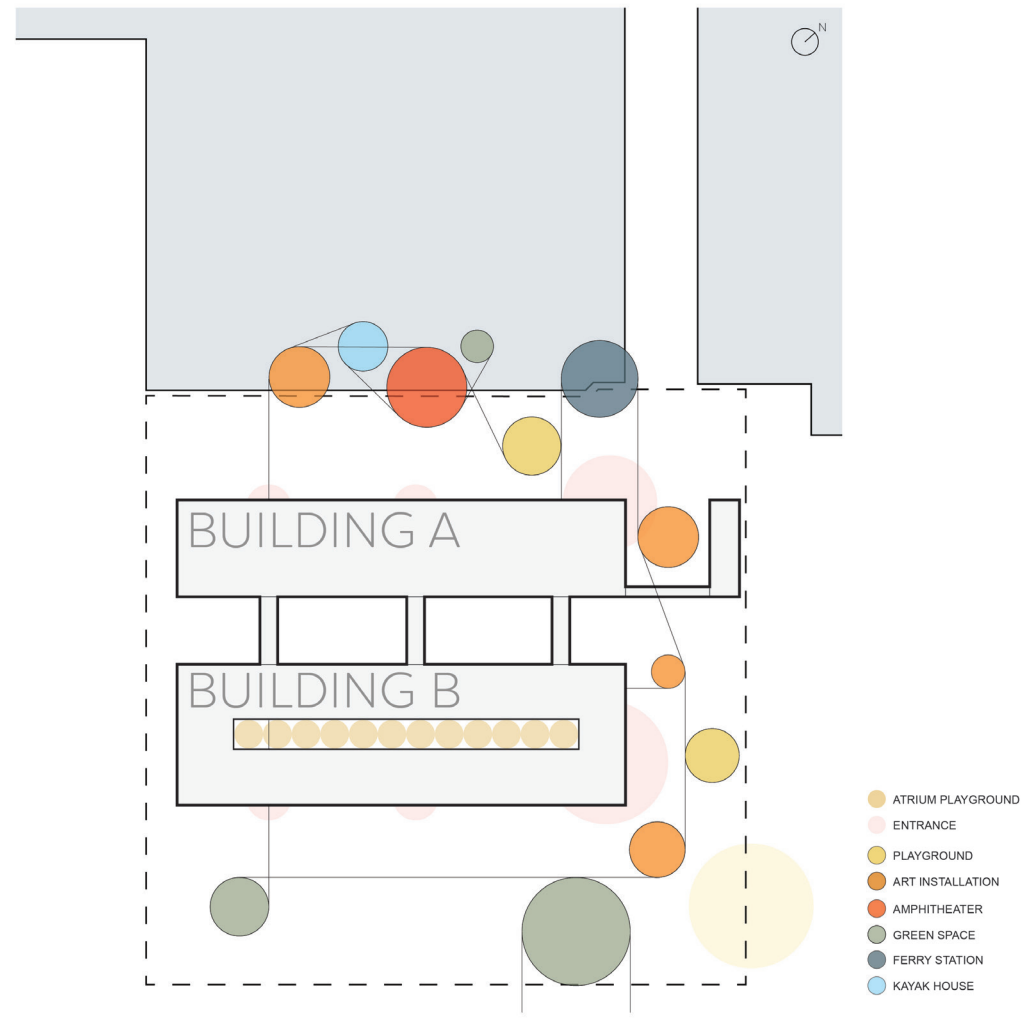 N
BUILDING A
BUILDING B
ATRIUM PLAYGROUND
ENTRANCE
PLAYGROUND
ART INSTALLATION
AMPHITHEATER
GREEN SPACE
FERRY STATION
KAYAK HOUSE